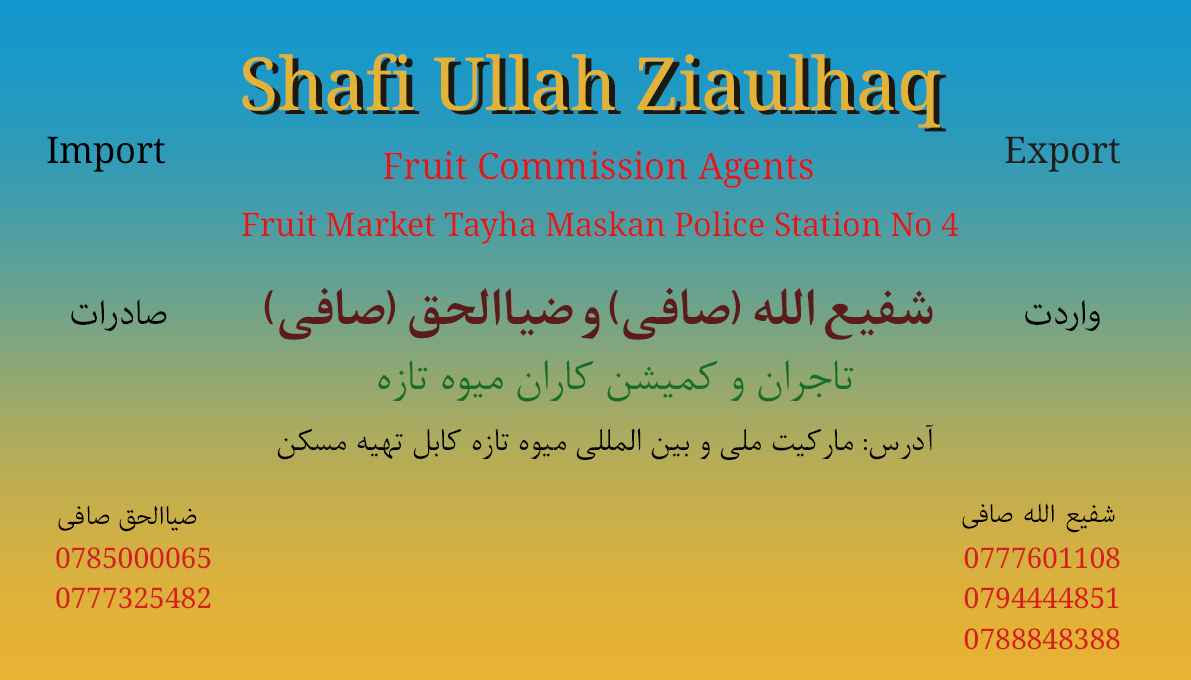 Shafi Ullah Ziaulhaq
Import
Export
Fruit Commission Agents
Fruit Market Tayha Maskan Police Station No 4
شفیع الله (صافی) و ضیاالحق (صافی)
واردت
صادرات
تاجران و کمیشن کاران میوه تازه
آدرس: مارکیت ملی و بین المللی میوه تازه کابل تهیه مسکن
شفیع الله صافی
0777601108
0794444851
0788848388
ضیاالحق صافی
0785000065
0777325482